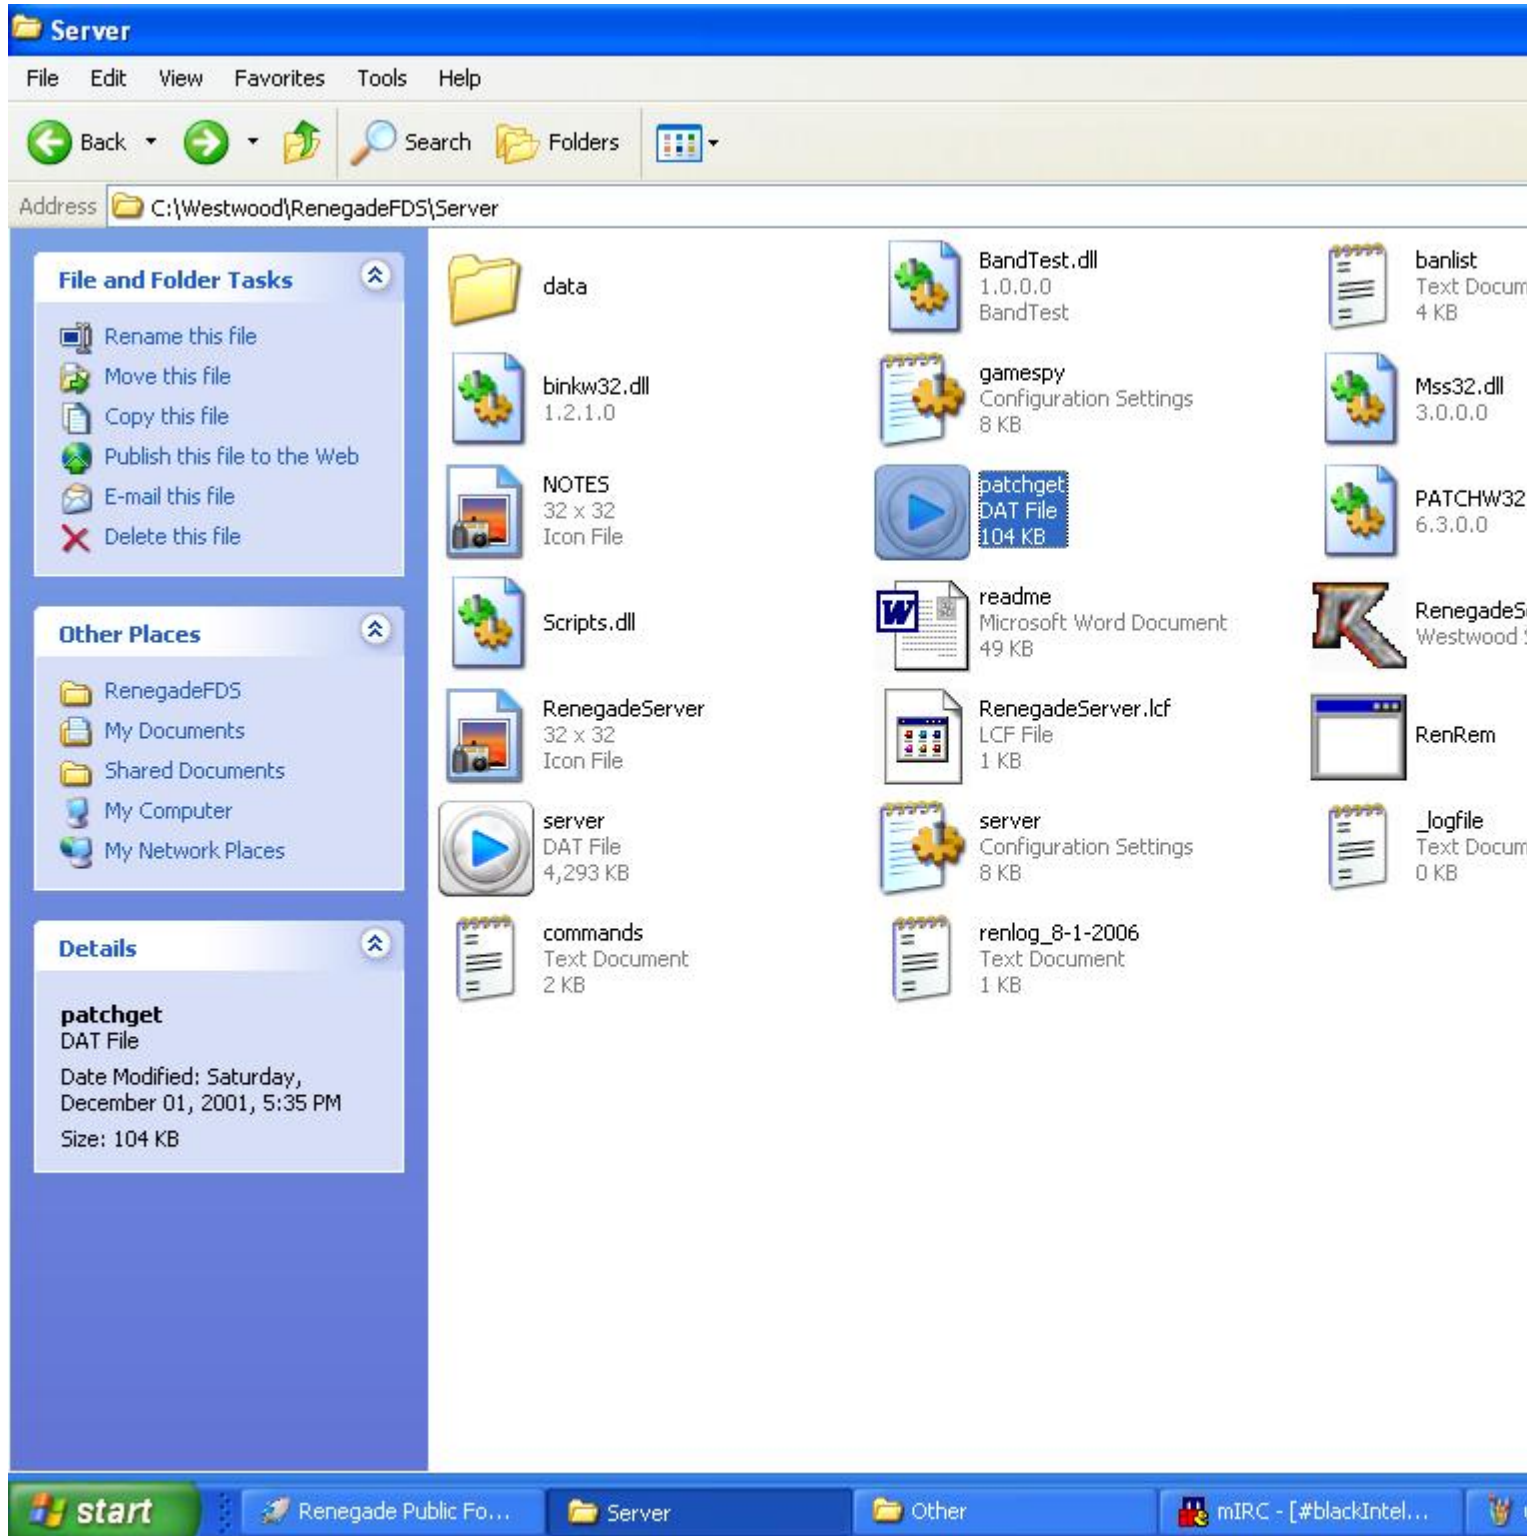 Server
File Edit View Favorites Tools Help
Back Search Folders
Address C:\Westwood\RenegadeFDS\Server
File and Folder Tasks
Rename this file
Move this file
Copy this file
Publish this file to the Web
E-mail this file
Delete this file
Other Places
RenegadeFDS
My Documents
Shared Documents
My Computer
My Network Places
Details
patchget
DAT File
Date Modified: Saturday,
December 01, 2001, 5:35 PM
Size: 104 KB
data
BandTest.dll
1.0.0.0
BandTest
banlist
Text Docum
4 KB
binkw32.dll
1.2.1.0
gamespy
Configuration Settings
8 KB
Mss32.dll
3.0.0.0
NOTES
32 x 32
Icon File
patchget
DAT File
104 KB
PATCHW32
6.3.0.0
Scripts.dll
readme
Microsoft Word Document
49 KB
RenegadeS
Westwood
RenegadeServer
32 x 32
Icon File
RenegadeServer.lcf
LCF File
1 KB
RenRem
server
DAT File
4,293 KB
server
Configuration Settings
8 KB
_logfile
Text Docum
0 KB
commands
Text Document
2 KB
renlog_8-1-2006
Text Document
1 KB
start Renegade Public Fo... Server Other mIRC - [#blackIntel...